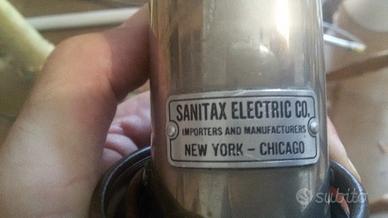 SANITAX ELECTRIC CO.
IMPORTERS AND MANUFACTURERS
NEW YORK - CHICAGO
subito